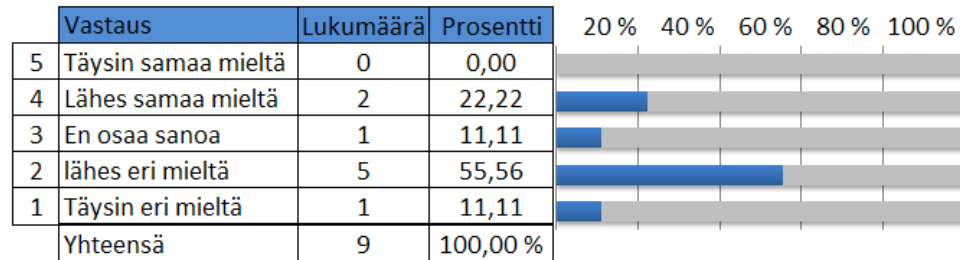 Vastaus Lukumäärä Prosentti 20 % 40 % 60 % 80 % 100 %
5 Täysin samaa mieltä 0 0,00
4 Lähes samaa mieltä 2 22,22
3 En osaa sanoa 1 11,11
2 lähes eri mieltä 5 55,56
1 Täysin eri mieltä 1 11,11
Yhteensä 9 100,00 %